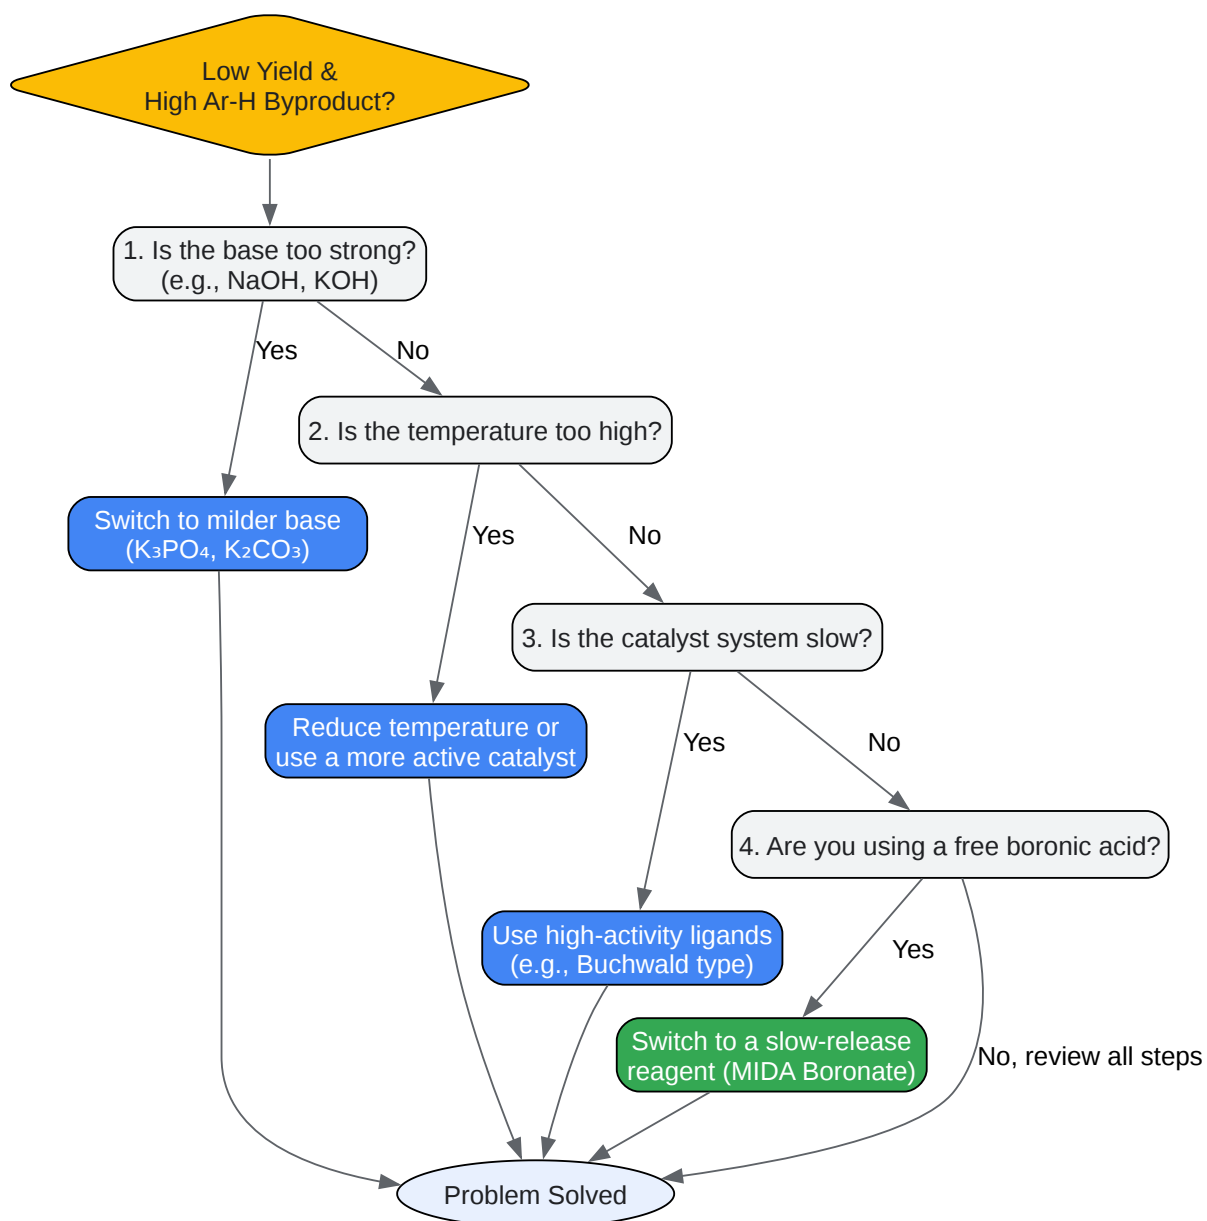 Low Yield &
High Ar-H Byproduct?
1. Is the base too strong?
(e.g., NaOH, KOH)
Yes
No
2. Is the temperature too high?
Switch to milder base
(K₃PO₄, K₂CO₃)
Yes
No
3. Is the catalyst system slow?
Reduce temperature or
use a more active catalyst
Yes
No
4. Are you using a free boronic acid?
Use high-activity ligands
(e.g., Buchwald type)
Yes
Switch to a slow-release
reagent (MIDA Boronate)
No, review all steps
Problem Solved